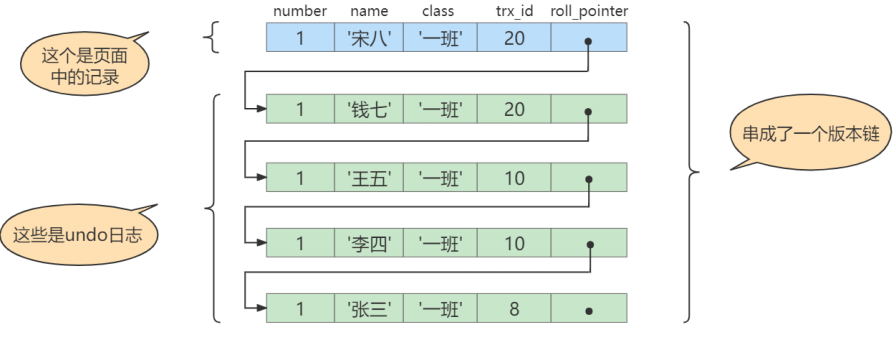 number name class trx_id roll_pointer
1 '宋八' '一班' 20
这个是页面
中的记录
1 '钱七' '一班' 20
1 '王五' '一班' 10
1 '李四' '一班' 10
1 '张三' '一班' 8
这些是undo日志
串成了一个版本链